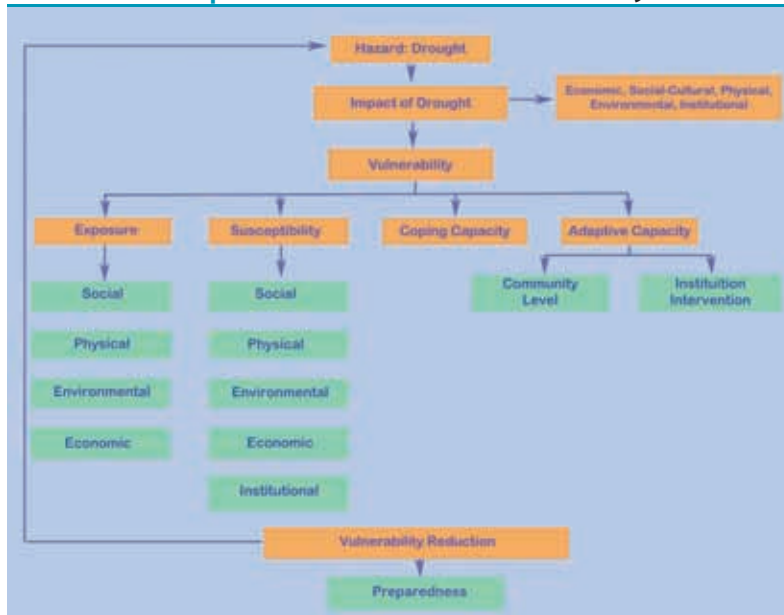 Hazard: Drought
Impact of Drought
Economic, Social-Cultural, Physical,
Environmental, Institutional
Vulnerability
Exposure
Susceptibility
Coping Capacity
Adaptive Capacity
Social
Physical
Environmental
Economic
Social
Physical
Environmental
Economic
Institutional
Community
Level
Instituition
Intervention
Vulnerability Reduction
Preparedness